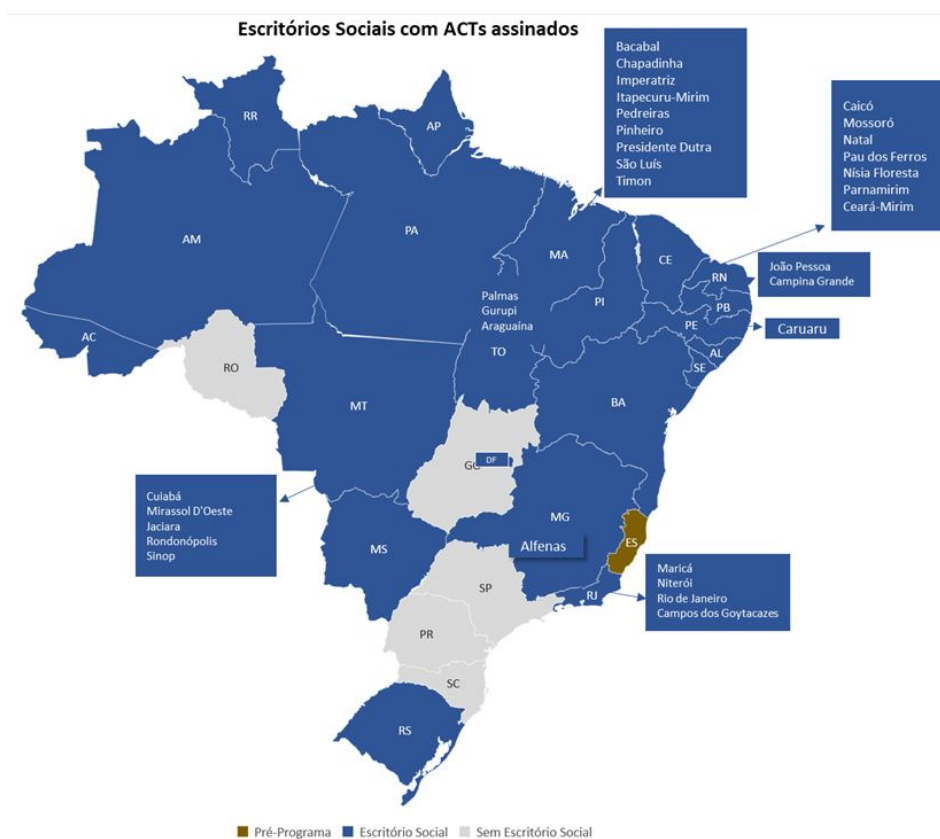 Escritórios Sociais com ACTs assinados
Bacabal
Chapadinha
Imperatriz
Itapecuru-Mirim
Pedreiras
Pinheiro
Presidente Dutra
São Luís
Timon
Caicó
Mossoró
Natal
Pau dos Ferros
Nísia Floresta
Parnamirim
Ceará-Mirim
João Pessoa
Campina Grande
Caruaru
RR
AP
AM
PA
MA
CE
RN
PB
PE
AL
SE
PI
Palmas
Gurupi
Araguaína
TO
AC
RO
MT
BA
GO
DF
Cuiabá
Mirassol D'Oeste
Jaciara
Rondonópolis
Sinop
MS
MG
Alfenas
ES
RJ
Maricá
Niterói
Rio de Janeiro
Campos dos Goytacazes
SP
PR
SC
RS
Pré-Programa Escritório Social Sem Escritório Social